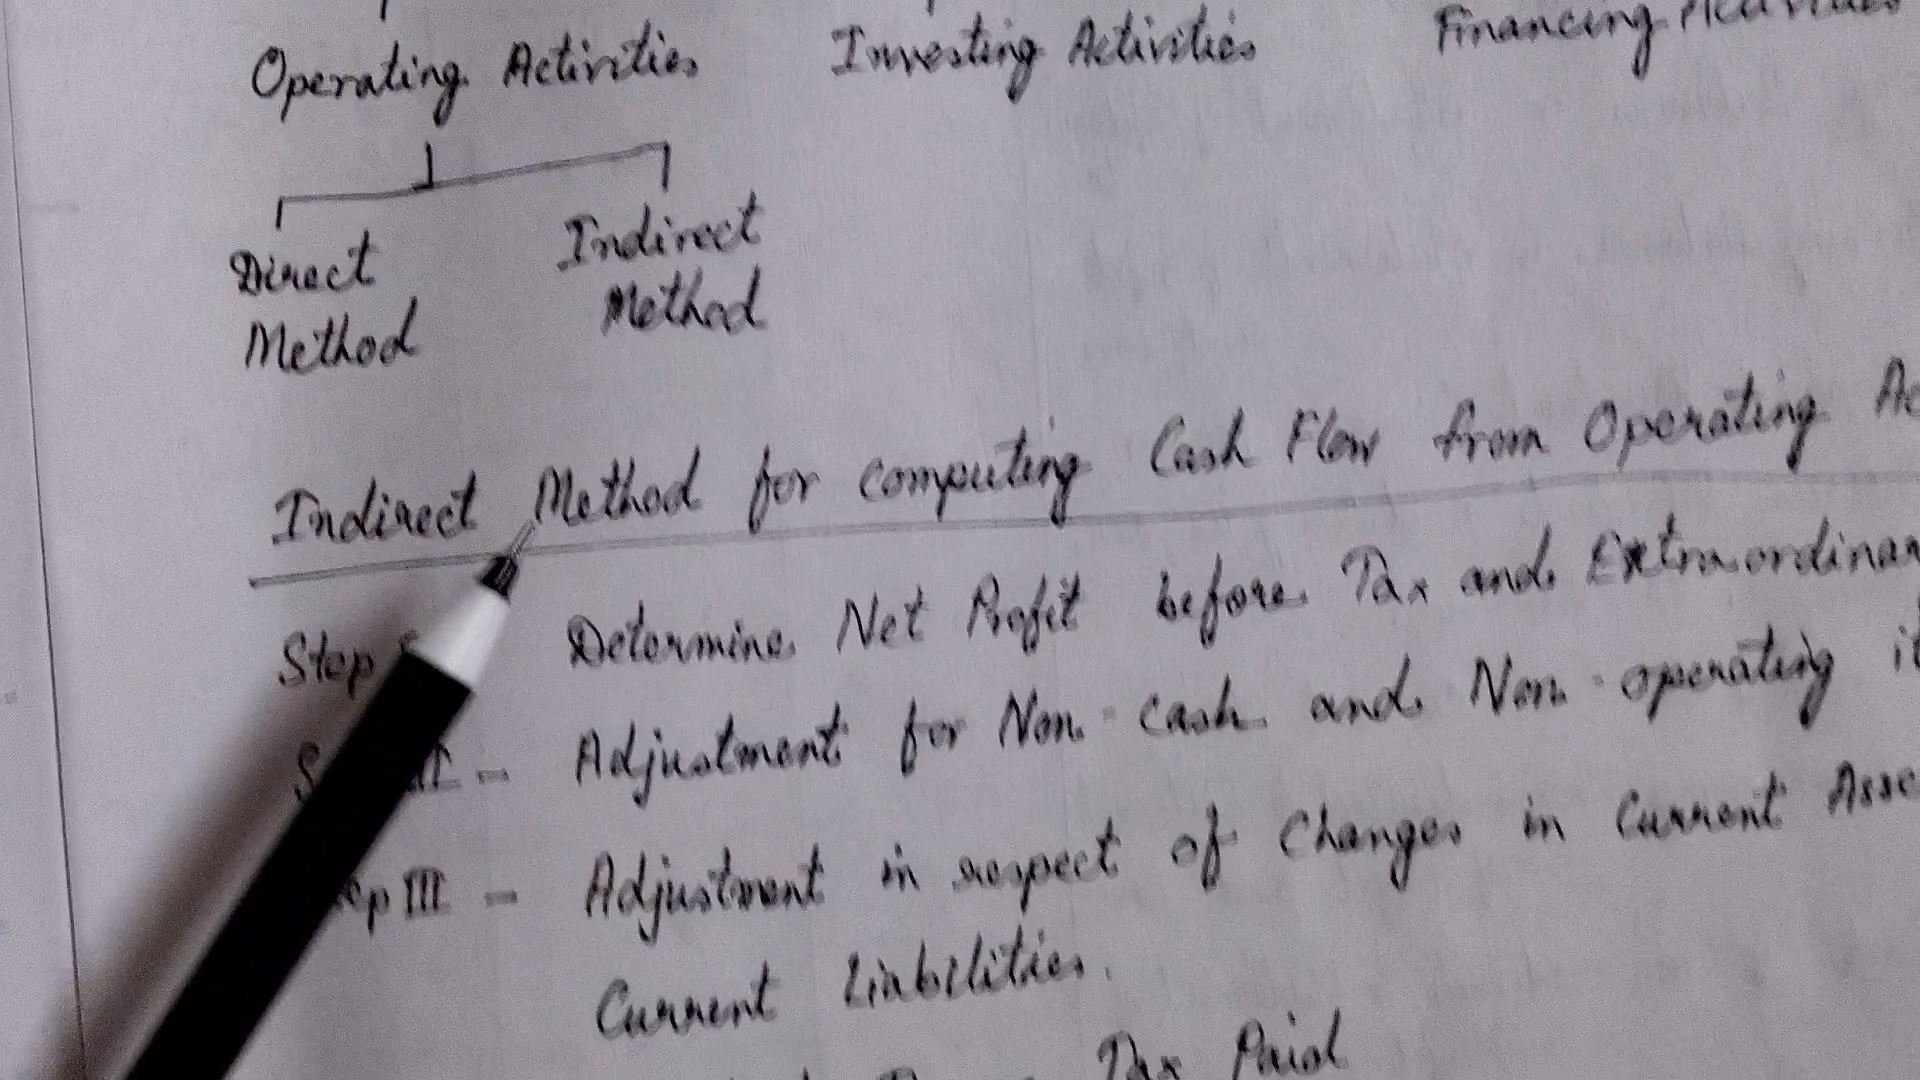 Operating Activities Investing Activities Financing
Direct Method
Indirect Method
Indirect Method for computing Cash Flow from Operating
Step Determine Net Profit before Tax and
II - Adjustment for Non-cash and Non-operating
III - Adjustment in respect of Changes in Current
Current Liabilities.
Tax Paid